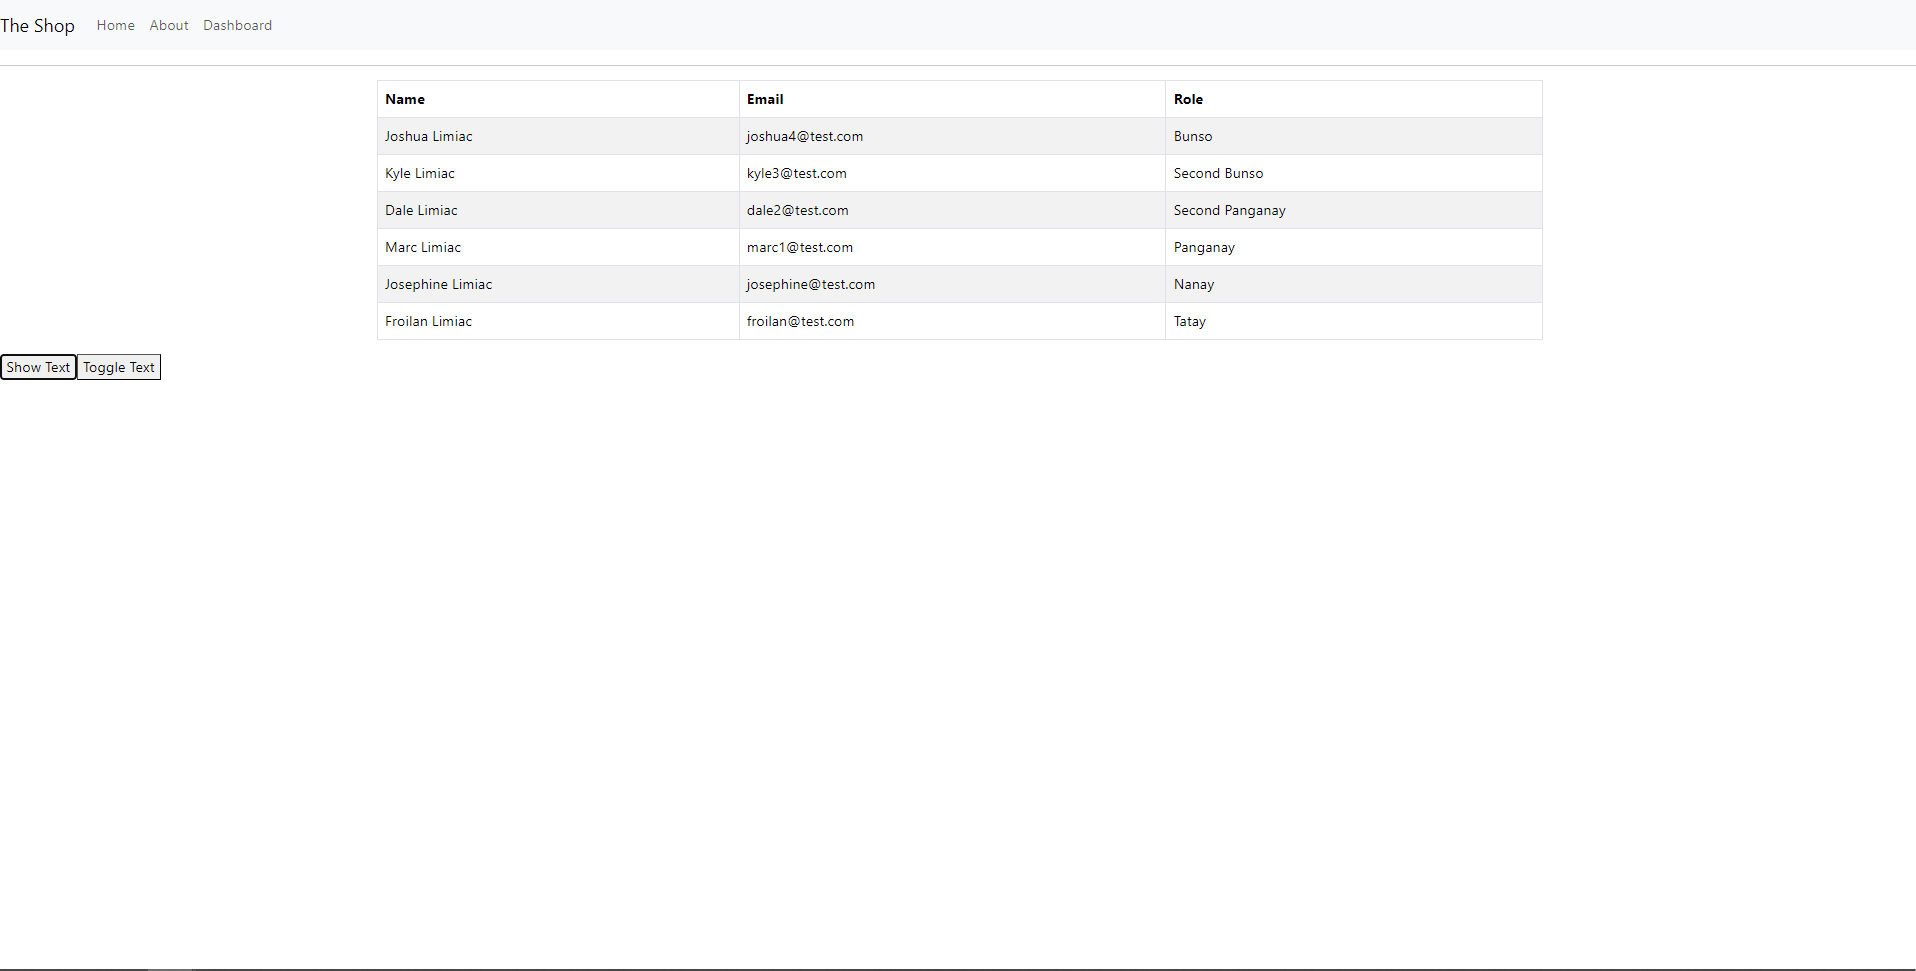 The Shop Home About Dashboard
Name Email Role
Joshua Limiac joshua4@test.com Bunso
Kyle Limiac kyle3@test.com Second Bunso
Dale Limiac dale2@test.com Second Panganay
Marc Limiac marc1@test.com Panganay
Josephine Limiac josephine@test.com Nanay
Froilan Limiac froilan@test.com Tatay
Show Text Toggle Text